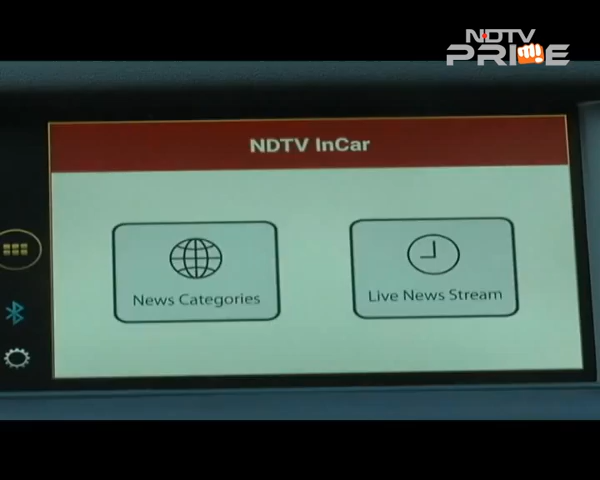 NDTV
PRIME
NDTV InCar
News Categories
Live News Stream